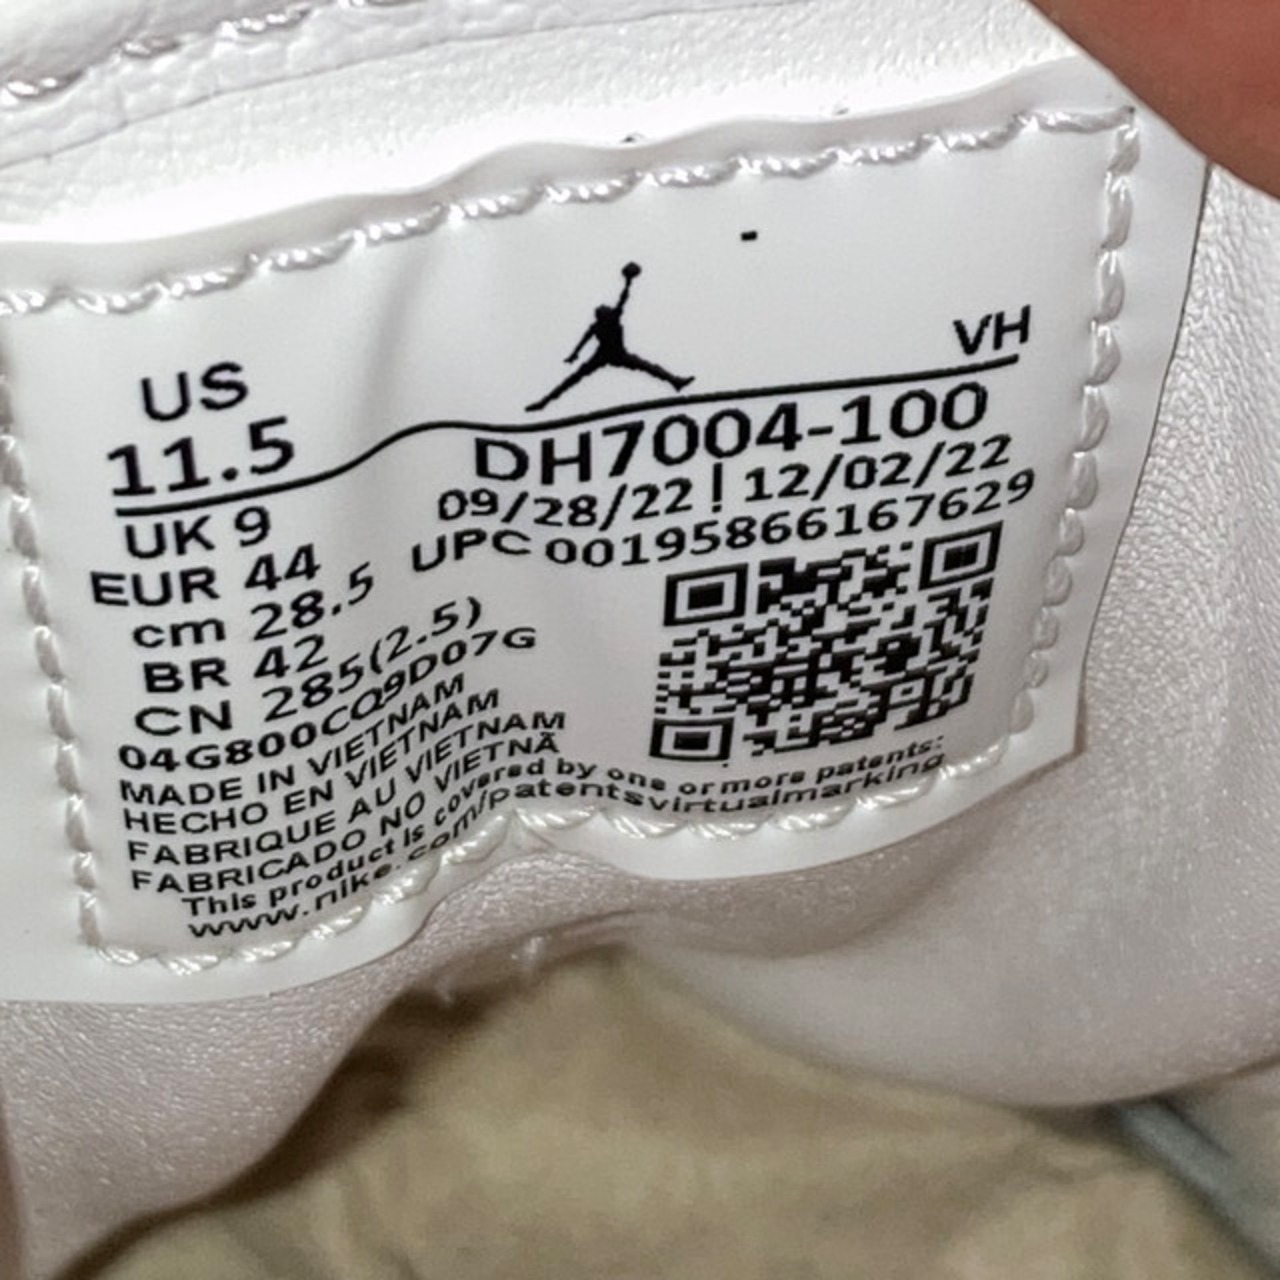 -
VH
US
11.5
DH7004-100
09/28/22 | 12/02/22
UPC 00195866167629
UK 9
EUR 44
cm 28.5
BR 42
CN 285(2.5)
04G800CQ9D07G
MADE IN VIETNAM
HECHO EN VIETNAM
FABRIQUE AU VIETNAM
FABRICADO NO VIETNÃ
This product is covered by one or more patents:
www.nike.com/patentsvirtualmarking